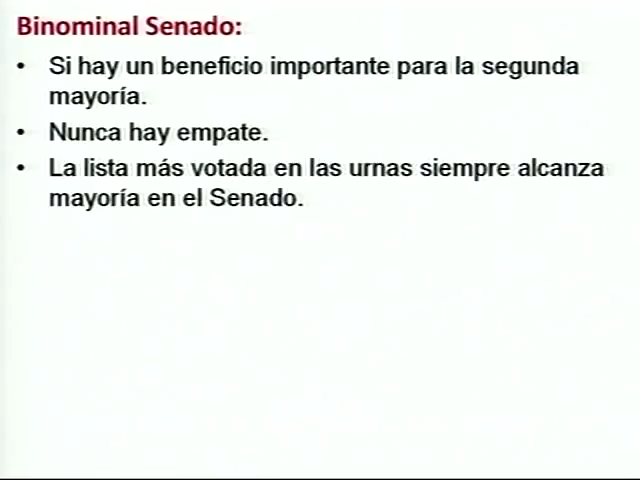 Binominal Senado:
• Si hay un beneficio importante para la segunda
mayoría.
• Nunca hay empate.
• La lista más votada en las urnas siempre alcanza
mayoría en el Senado.